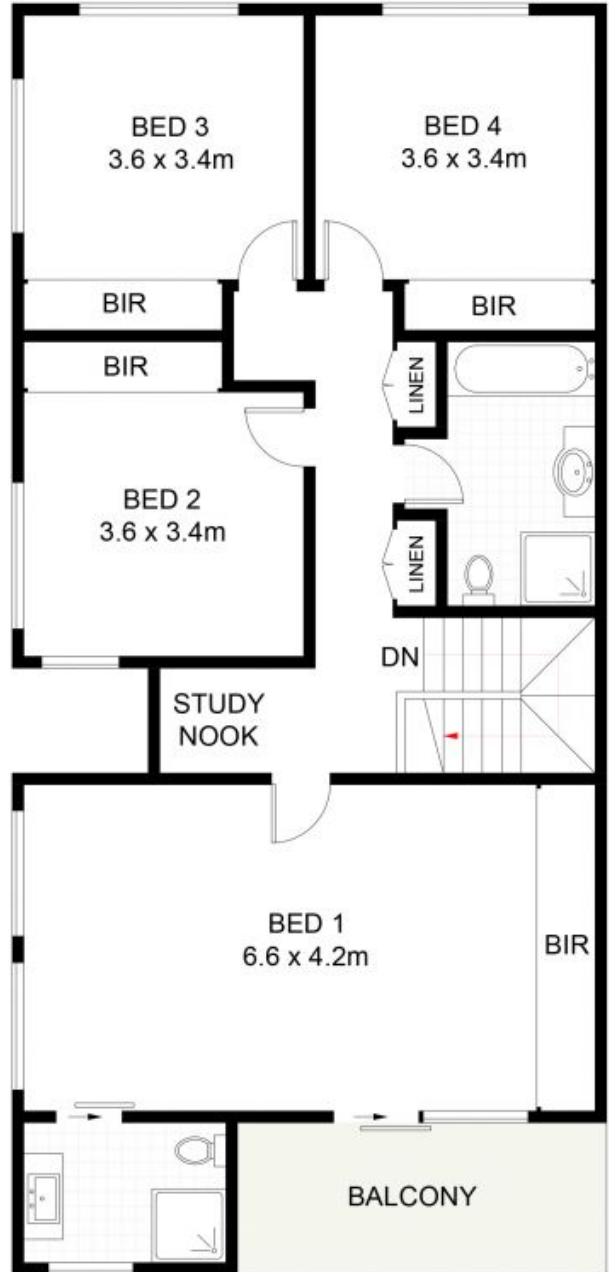 BED 3
3.6 x 3.4m
BED 4
3.6 x 3.4m
BIR
BIR
BIR
LINEN
BED 2
3.6 x 3.4m
LINEN
DN
STUDY
NOOK
BED 1
6.6 x 4.2m
BIR
BALCONY